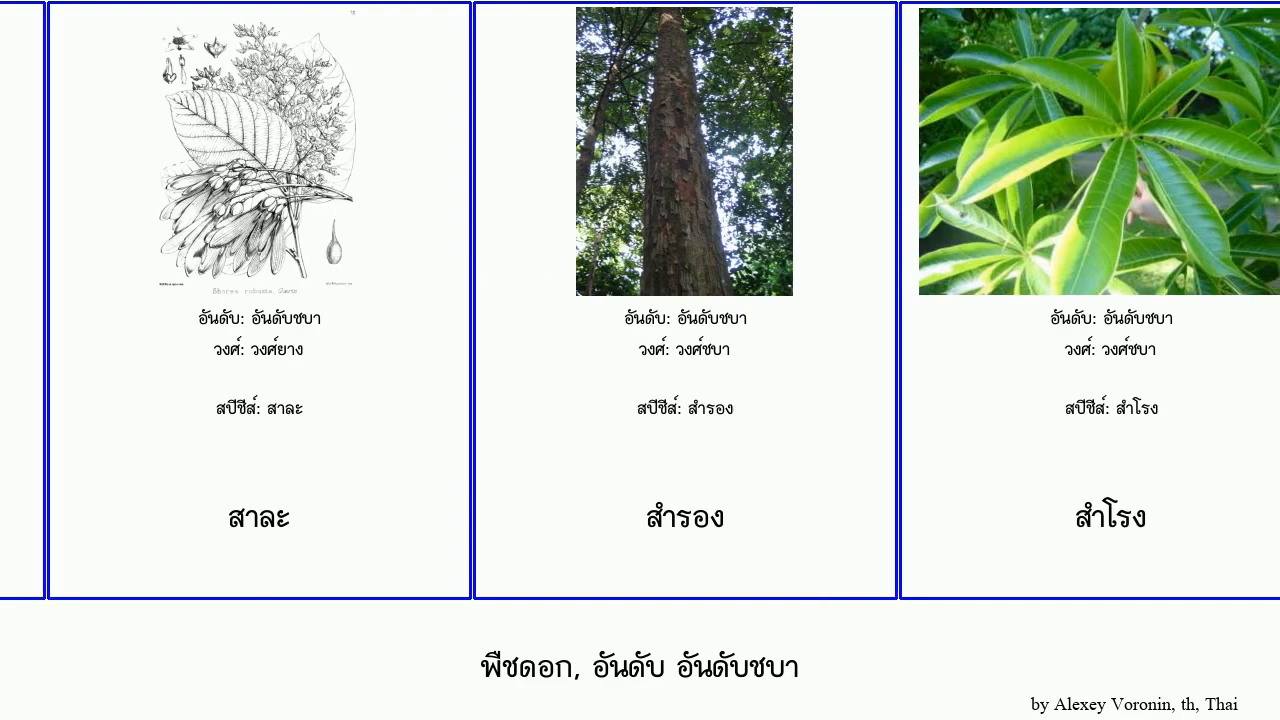 Shorea robusta, Gaertn
อันดับ: อันดับชบา
วงศ์: วงศ์ยาง
สปีชีส์: สาละ
สาละ
อันดับ: อันดับชบา
วงศ์: วงศ์ชบา
สปีชีส์: สำรอง
สำรอง
อันดับ: อันดับชบา
วงศ์: วงศ์ชบา
สปีชีส์: สำโรง
สำโรง
พืชดอก, อันดับ อันดับชบา
by Alexey Voronin, th, Thai